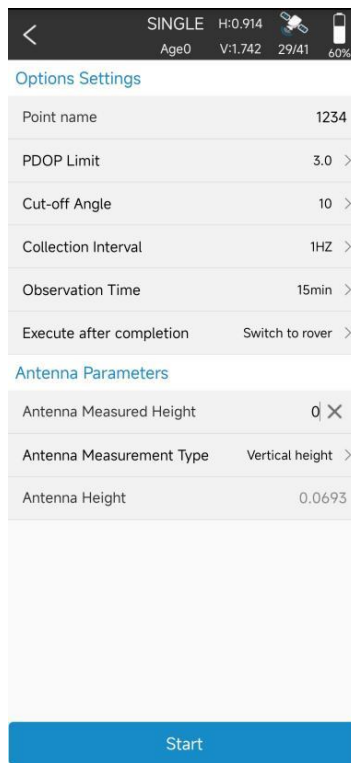 SINGLE H:0.914
Age0 V:1.742 29/41 60%
Options Settings
Point name 1234
PDOP Limit 3.0
Cut-off Angle 10
Collection Interval 1HZ
Observation Time 15min
Execute after completion Switch to rover
Antenna Parameters
Antenna Measured Height 0
Antenna Measurement Type Vertical height
Antenna Height 0.0693
Start